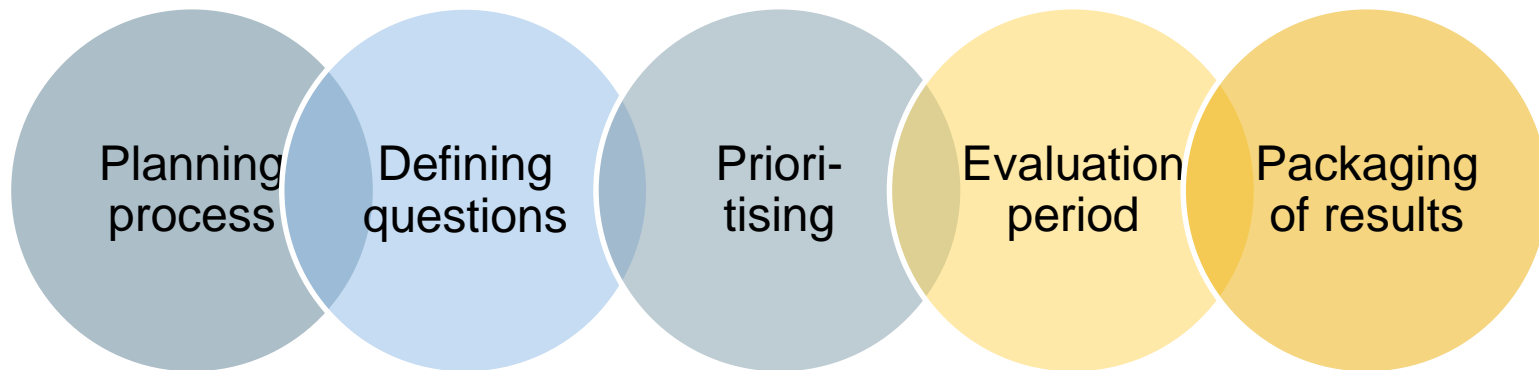 Planning
process
Defining
questions
Priori-
tising
Evaluation
period
Packaging
of results